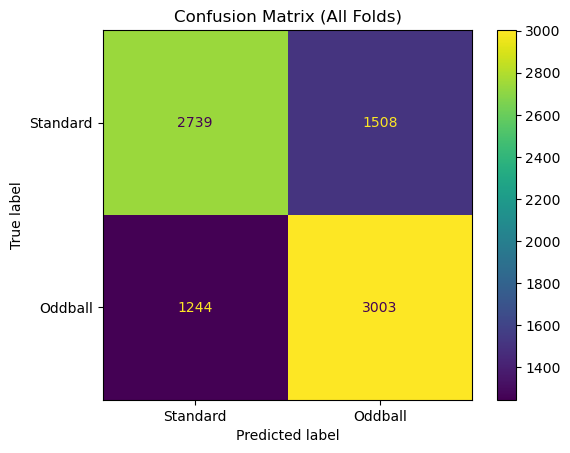 Confusion Matrix (All Folds)
3000
2800
2600
2400
2200
2000
1800
1600
1400
True label
Standard
2739
1508
Oddball
1244
3003
Standard
Oddball
Predicted label